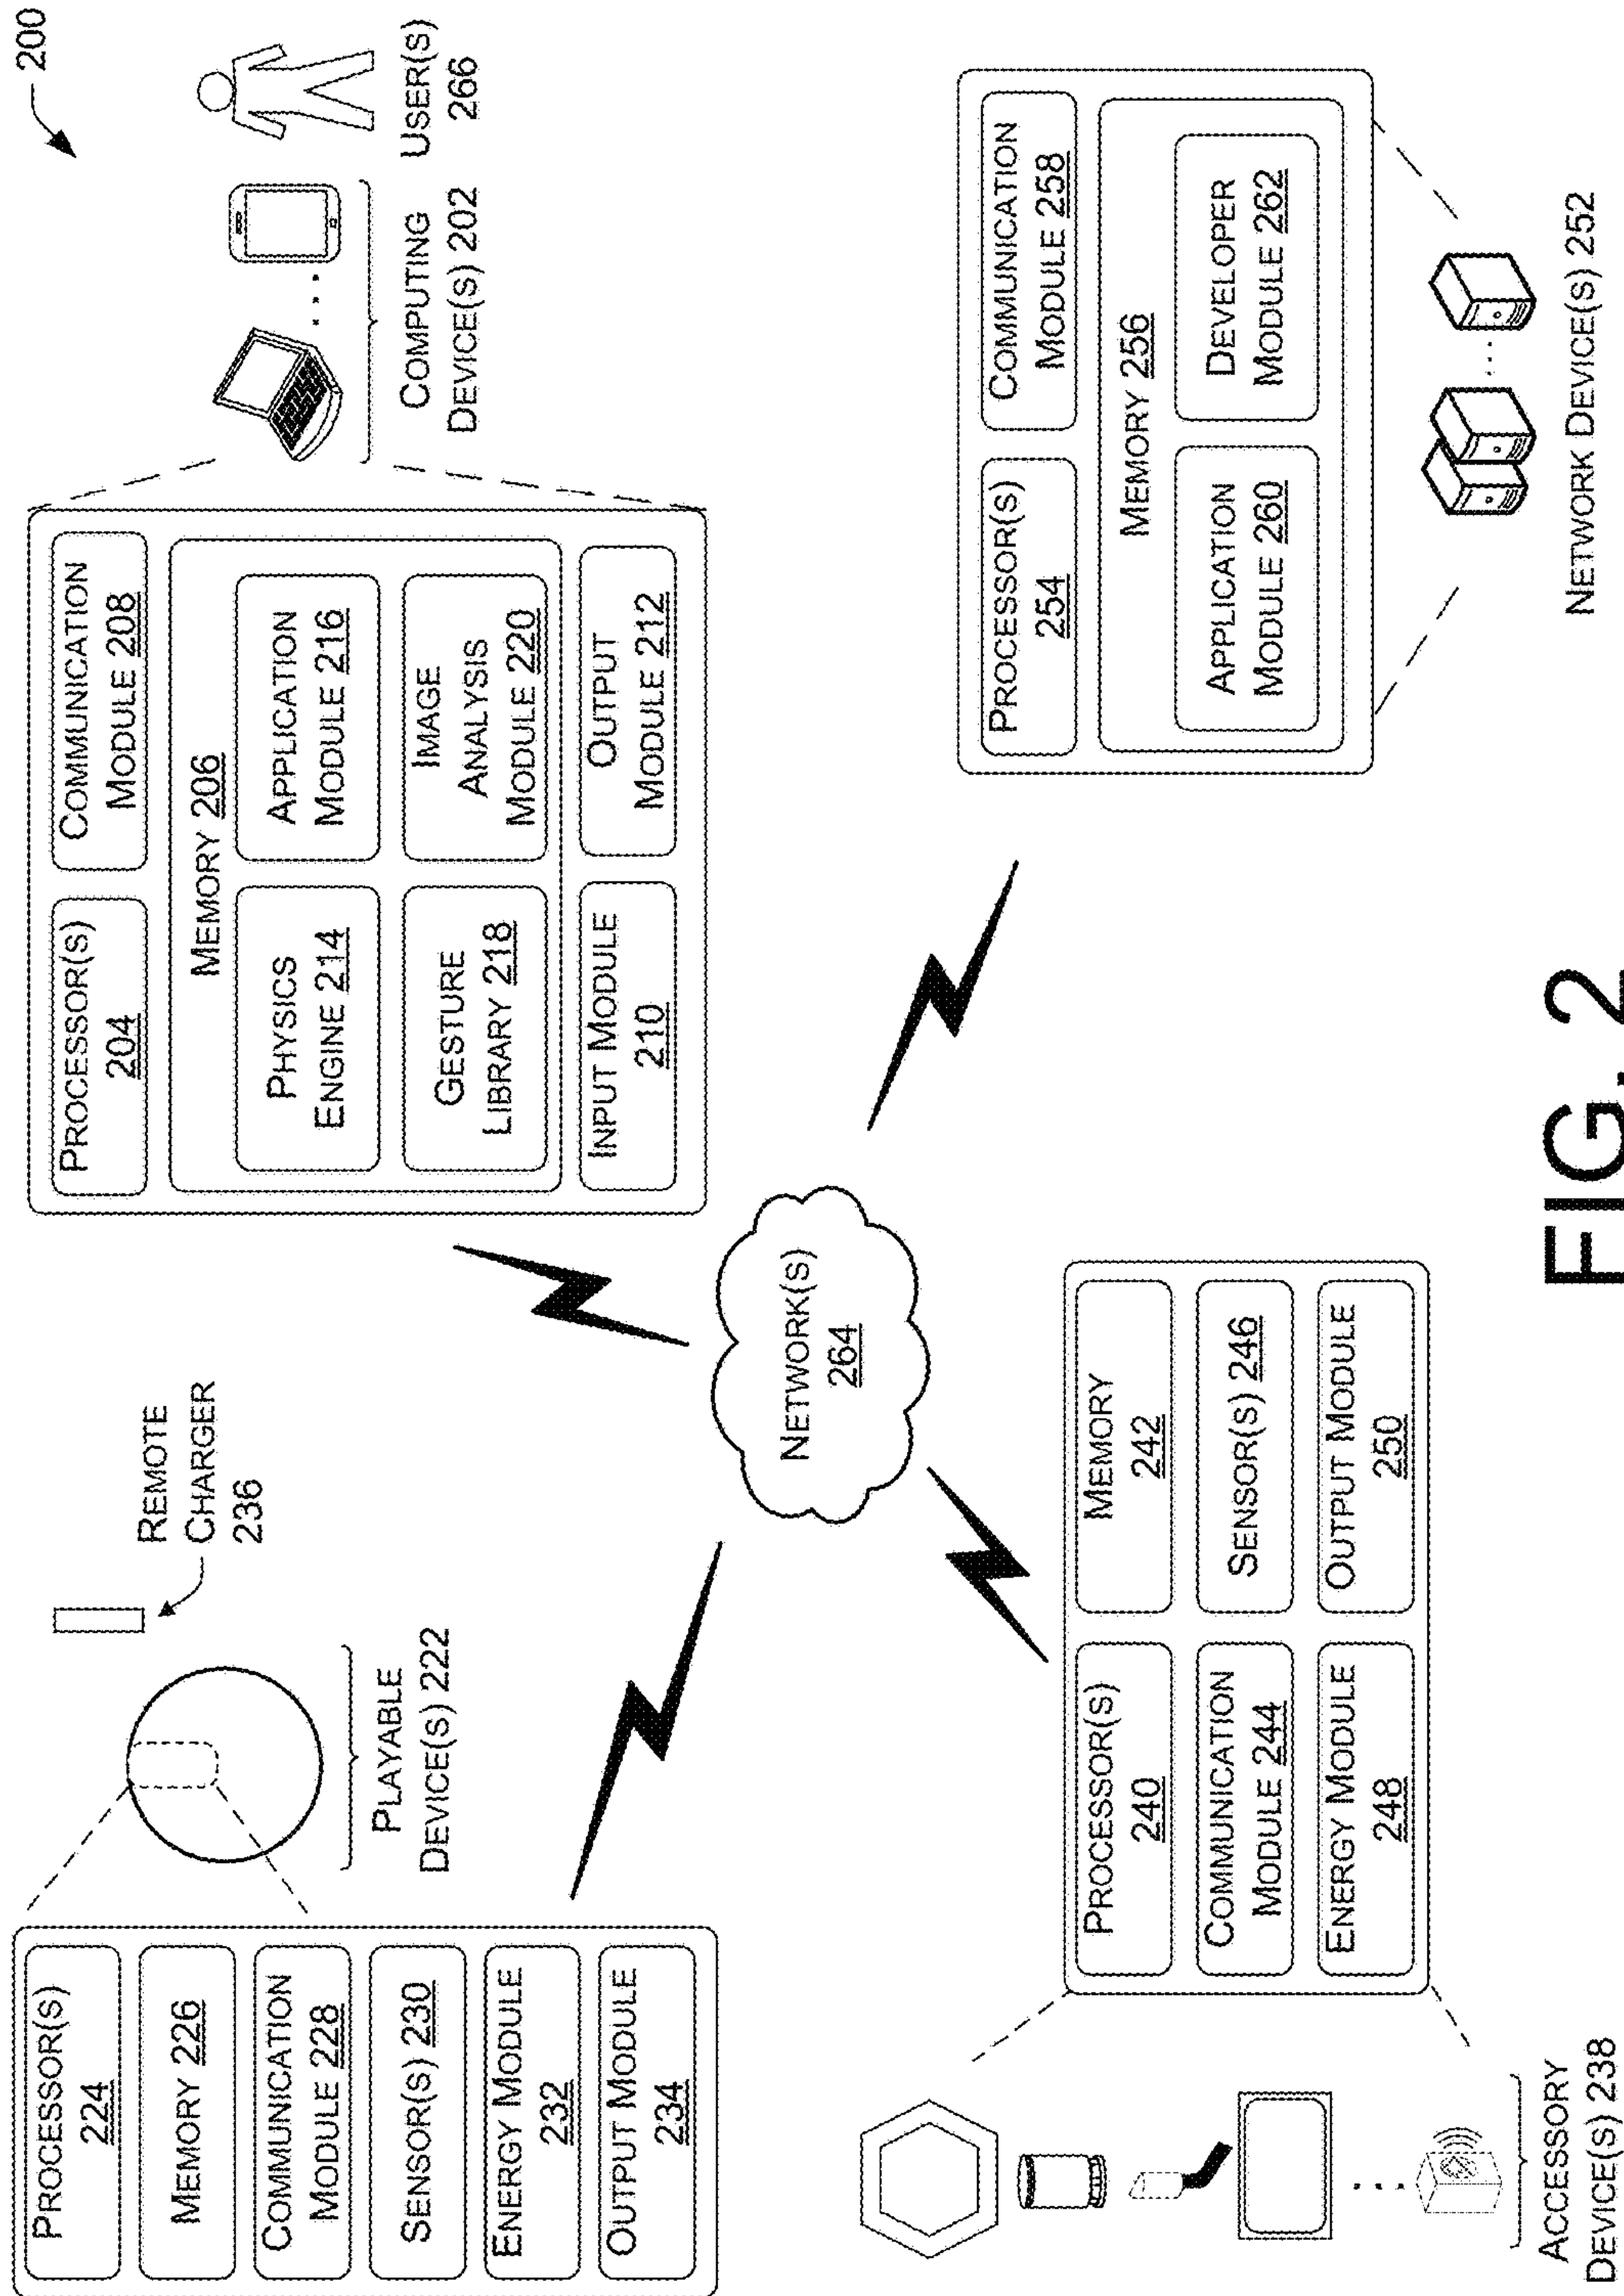 200
PROCESSOR(S)
224
MEMORY 226
COMMUNICATION
MODULE 228
SENSOR(S) 230
ENERGY MODULE
232
OUTPUT MODULE
234
PLAYABLE
DEVICE(S) 222
REMOTE
CHARGER
236
PROCESSOR(S)
204
COMMUNICATION
MODULE 208
MEMORY 206
PHYSICS
ENGINE 214
APPLICATION
MODULE 216
GESTURE
LIBRARY 218
IMAGE
ANALYSIS
MODULE 220
INPUT MODULE
210
OUTPUT
MODULE 212
COMPUTING
DEVICE(S) 202
USER(S)
266
NETWORK(S)
264
ACCESSORY
DEVICE(S) 238
PROCESSOR(S)
240
MEMORY
242
COMMUNICATION
MODULE 244
SENSOR(S) 246
ENERGY MODULE
248
OUTPUT MODULE
250
PROCESSOR(S)
254
COMMUNICATION
MODULE 258
MEMORY 256
APPLICATION
MODULE 260
DEVELOPER
MODULE 262
NETWORK DEVICE(S) 252
FIG. 2